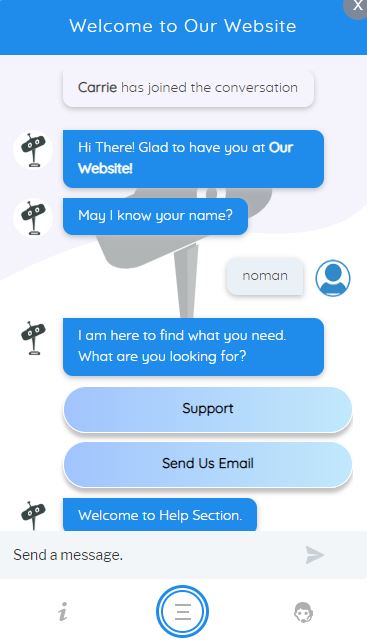 X
Welcome to Our Website
Carrie has joined the conversation
Hi There! Glad to have you at Our
Website!
May I know your name?
noman
I am here to find what you need.
What are you looking for?
Support
Send Us Email
Welcome to Help Section.
Send a message.
i